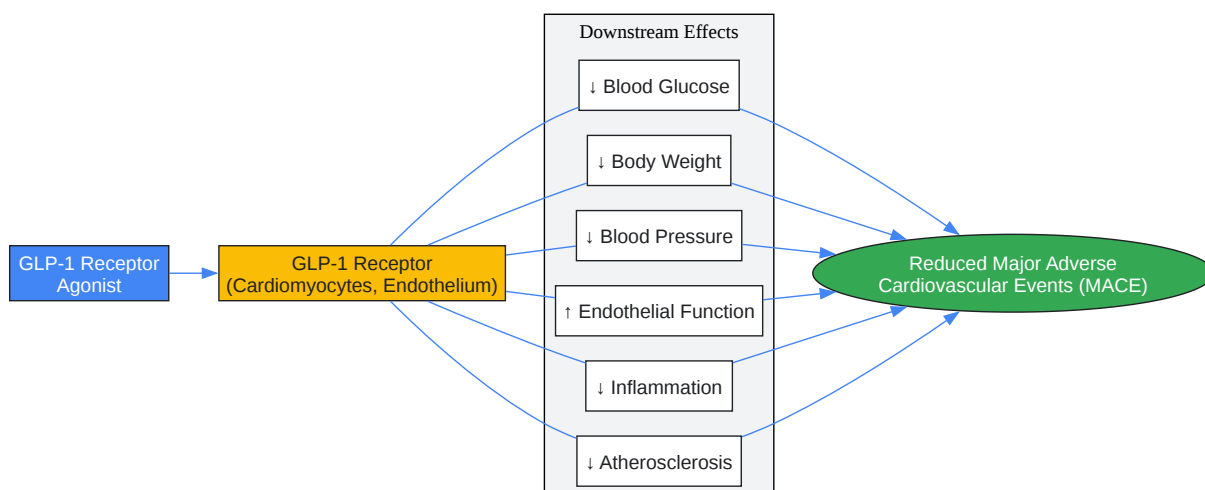 GLP-1 Receptor
Agonist
GLP-1 Receptor
(Cardiomyocytes, Endothelium)
Downstream Effects
↓ Blood Glucose
↓ Body Weight
↓ Blood Pressure
↑ Endothelial Function
↓ Inflammation
↓ Atherosclerosis
Reduced Major Adverse
Cardiovascular Events (MACE)